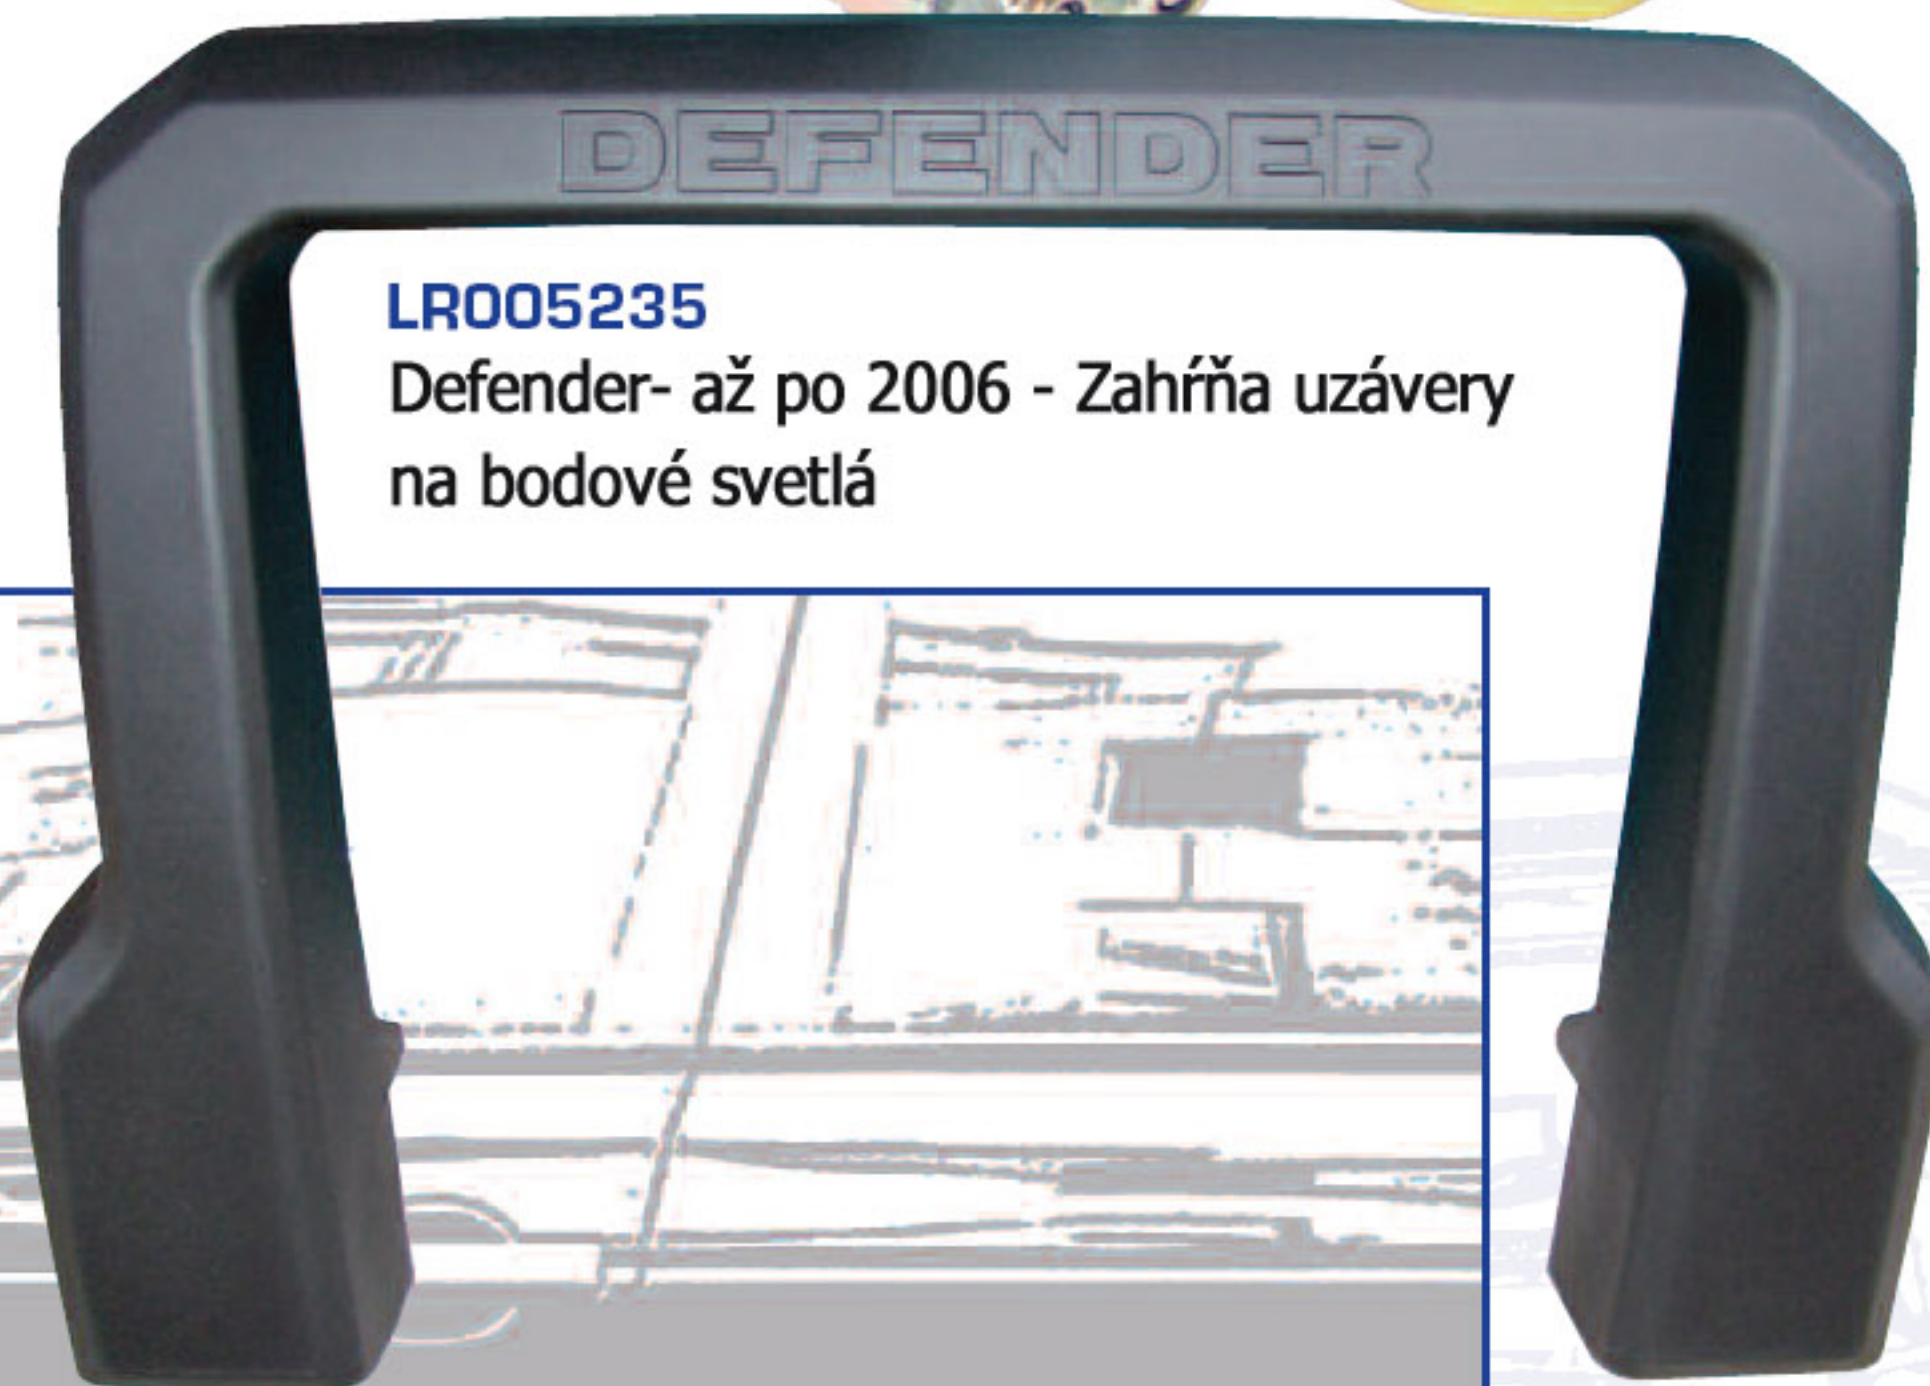 DEFENDER
LR005235
Defender- až po 2006 - Zahŕňa uzávery
na bodové svetlá